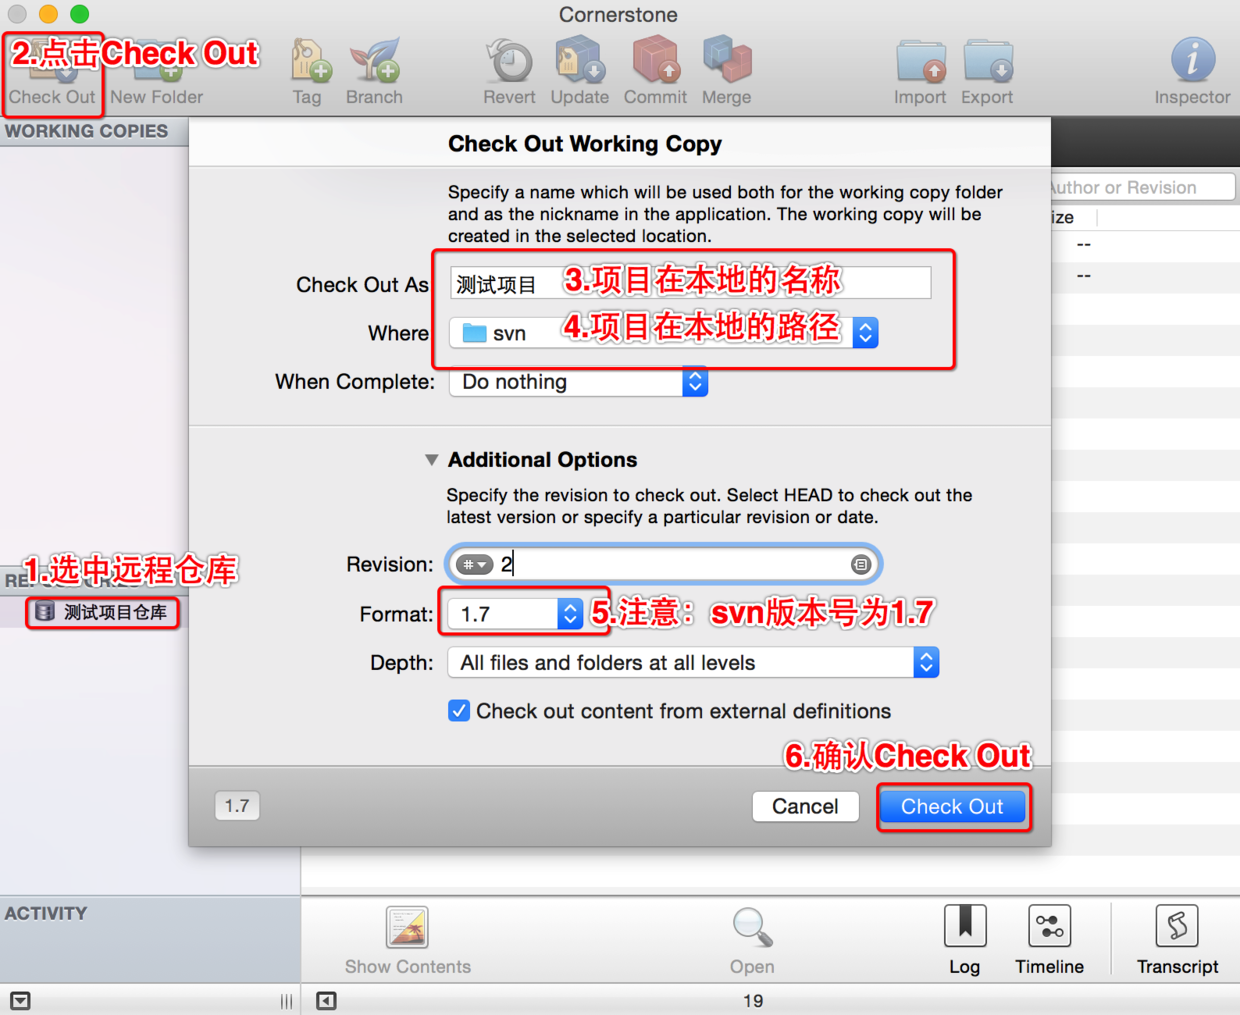 Cornerstone
2.点击Check Out
Check Out
New Folder
Tag
Branch
Revert
Update
Commit
Merge
Import
Export
Inspector
WORKING COPIES
Check Out Working Copy
Author or Revision
Specify a name which will be used both for the working copy folder
and as the nickname in the application. The working copy will be
created in the selected location.
ize
--
--
Check Out As
测试项目
3.项目在本地的名称
Where
svn
4.项目在本地的路径
When Complete:
Do nothing
Additional Options
Specify the revision to check out. Select HEAD to check out the
latest version or specify a particular revision or date.
1.选中远程仓库
测试项目仓库
Revision:
# 2
Format:
1.7
5.注意：svn版本号为1.7
Depth:
All files and folders at all levels
Check out content from external definitions
6.确认Check Out
1.7
Cancel
Check Out
ACTIVITY
Show Contents
Open
Log
Timeline
Transcript
19